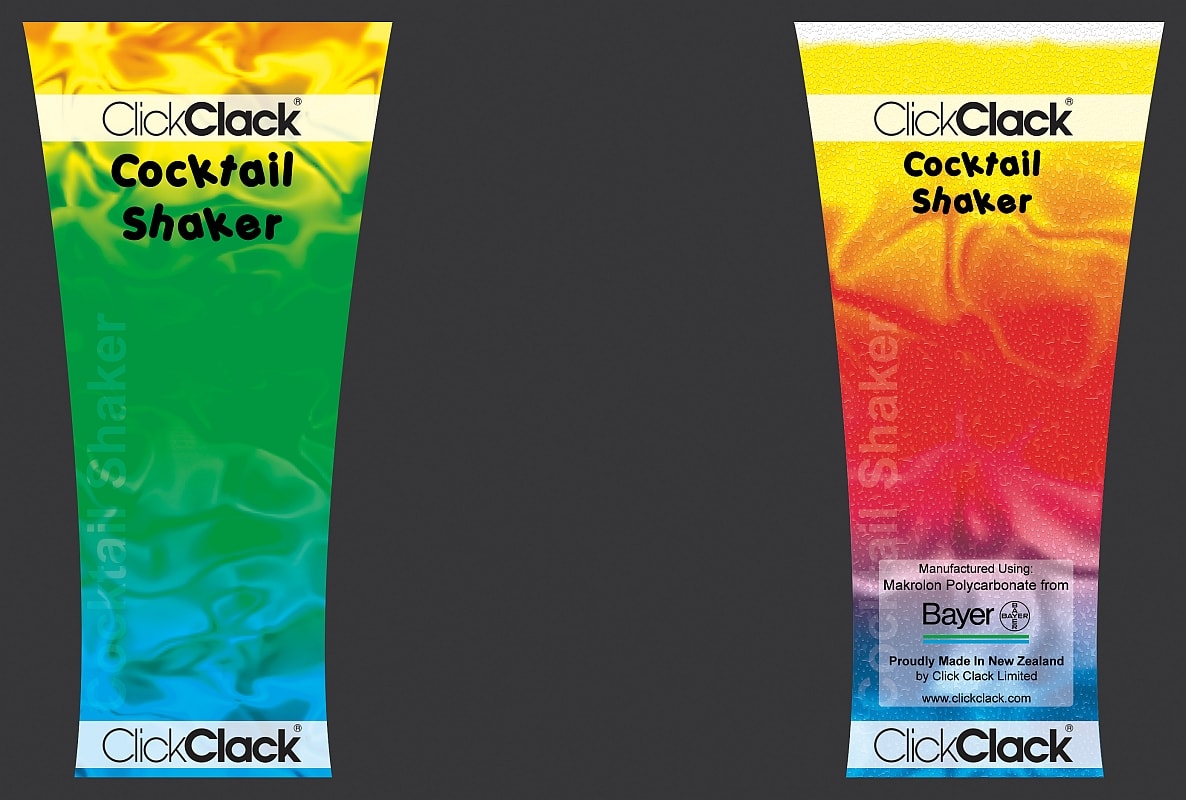 ClickClack®
Cocktail
Shaker
Cocktail Shaker
ClickClack®
ClickClack®
Cocktail
Shaker
Cocktail Shaker
Manufactured Using:
Makrolon Polycarbonate from
Bayer BAYER BAYER
Proudly Made In New Zealand
by Click Clack Limited
www.clickclack.com
ClickClack®